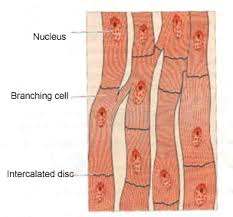 Nucleus
Branching cell
Intercalated disc